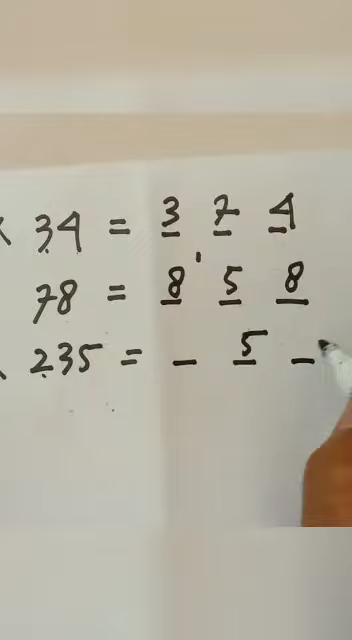 × 34 = 3 7 4
78 = 8 5 8
× 235 = _ 5 _